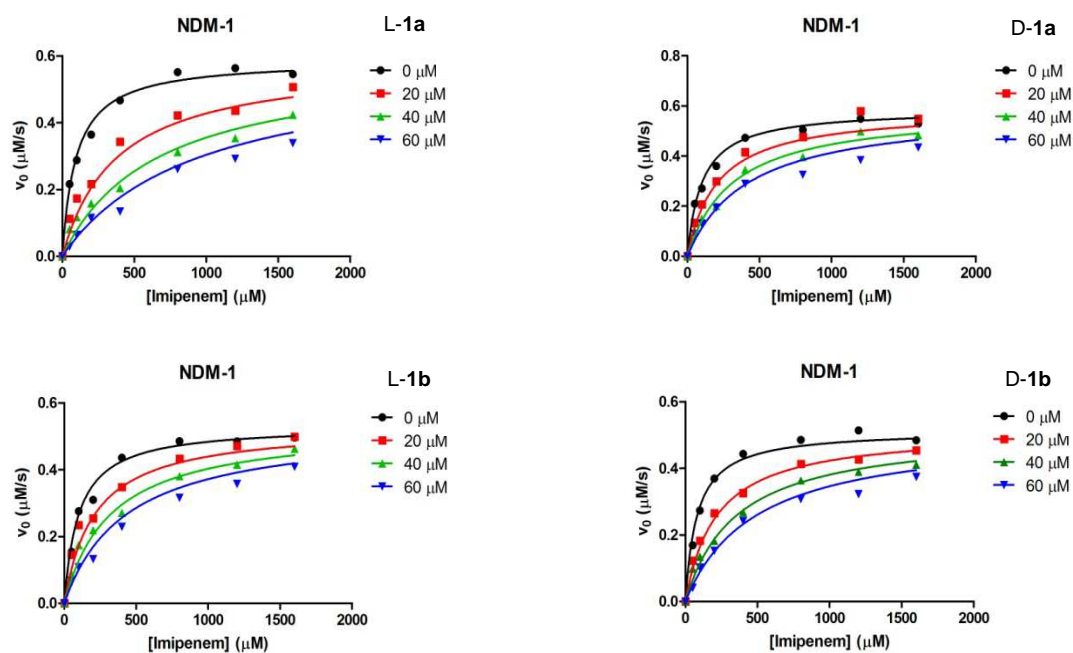 NDM-1
L-1a
v0 (µM/s)
0.6
0.4
0.2
0.0
0 500 1000 1500 2000
[Imipenem] (µM)
0 µM
20 µM
40 µM
60 µM
NDM-1
D-1a
v0 (µM/s)
0.8
0.6
0.4
0.2
0.0
0 500 1000 1500 2000
[Imipenem] (µM)
0 µM
20 µM
40 µM
60 µM
NDM-1
L-1b
v0 (µM/s)
0.6
0.4
0.2
0.0
0 500 1000 1500 2000
[Imipenem] (µM)
0 µM
20 µM
40 µM
60 µM
NDM-1
D-1b
v0 (µM/s)
0.6
0.4
0.2
0.0
0 500 1000 1500 2000
[Imipenem] (µM)
0 µM
20 µM
40 µM
60 µM